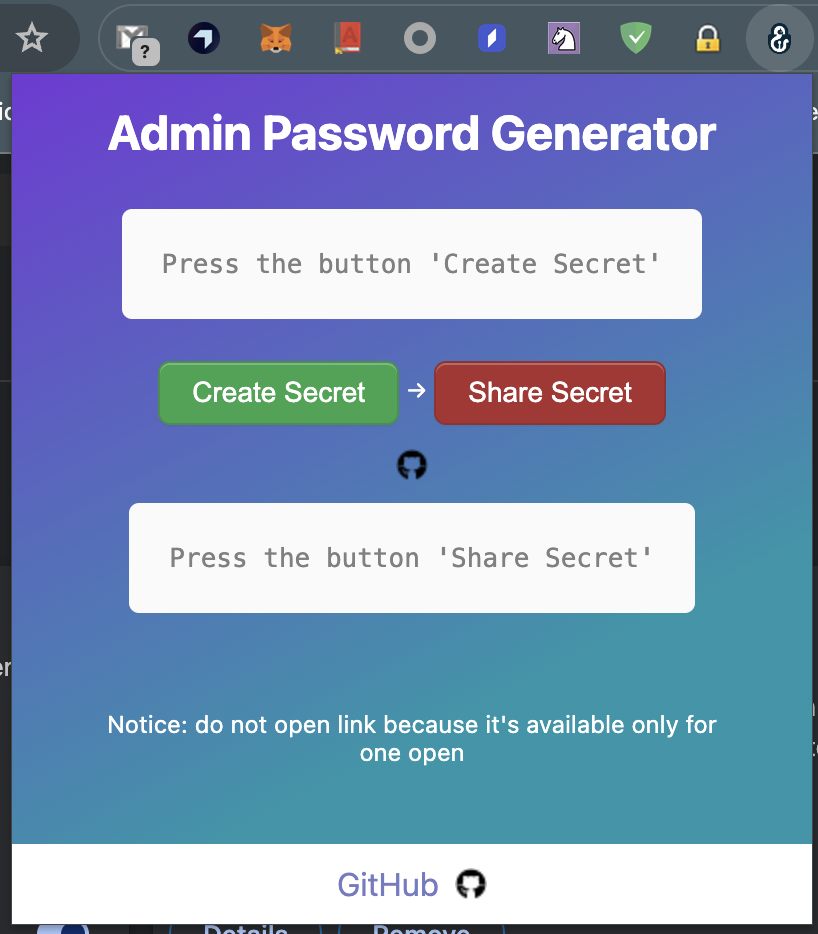 ?
Admin Password Generator
Press the button 'Create Secret'
Create Secret → Share Secret
Press the button 'Share Secret'
Notice: do not open link because it's available only for
one open
GitHub
Details Remove